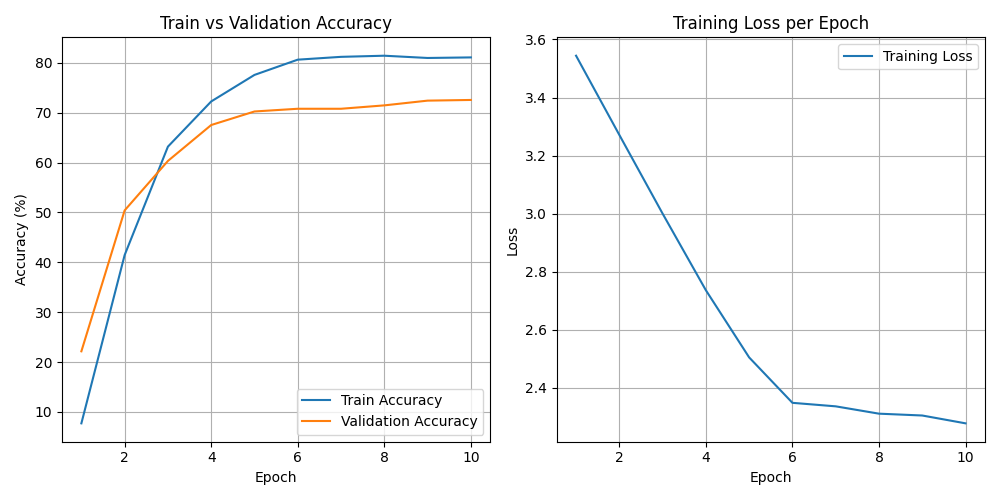 Train vs Validation Accuracy
80
70
60
50
40
30
20
10
Accuracy (%)
2 4 6 8 10
Epoch
Train Accuracy
Validation Accuracy
Training Loss per Epoch
3.6
3.4
3.2
3.0
2.8
2.6
2.4
Loss
2 4 6 8 10
Epoch
Training Loss